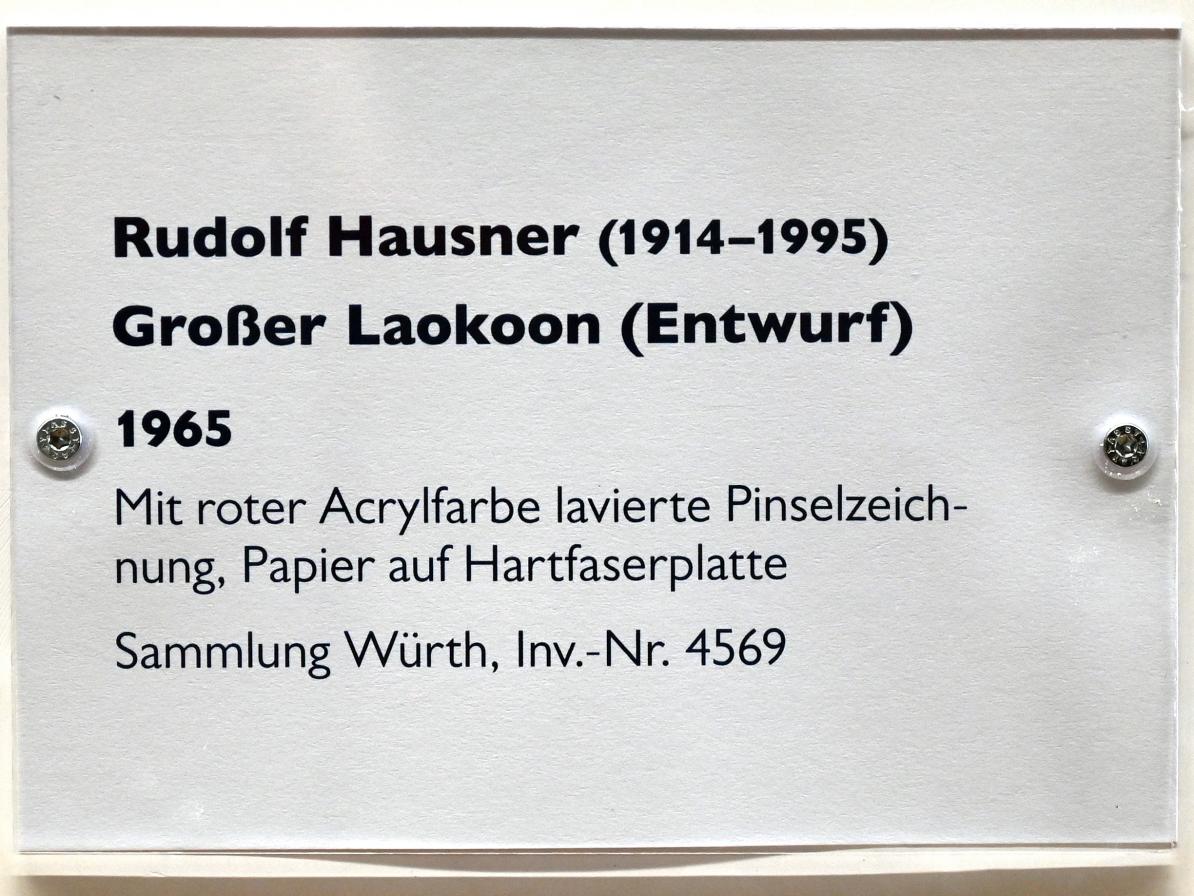 Rudolf Hausner (1914–1995)
Großer Laokoon (Entwurf)
1965
Mit roter Acrylfarbe lavierte Pinselzeich-
nung, Papier auf Hartfaserplatte
Sammlung Würth, Inv.-Nr. 4569